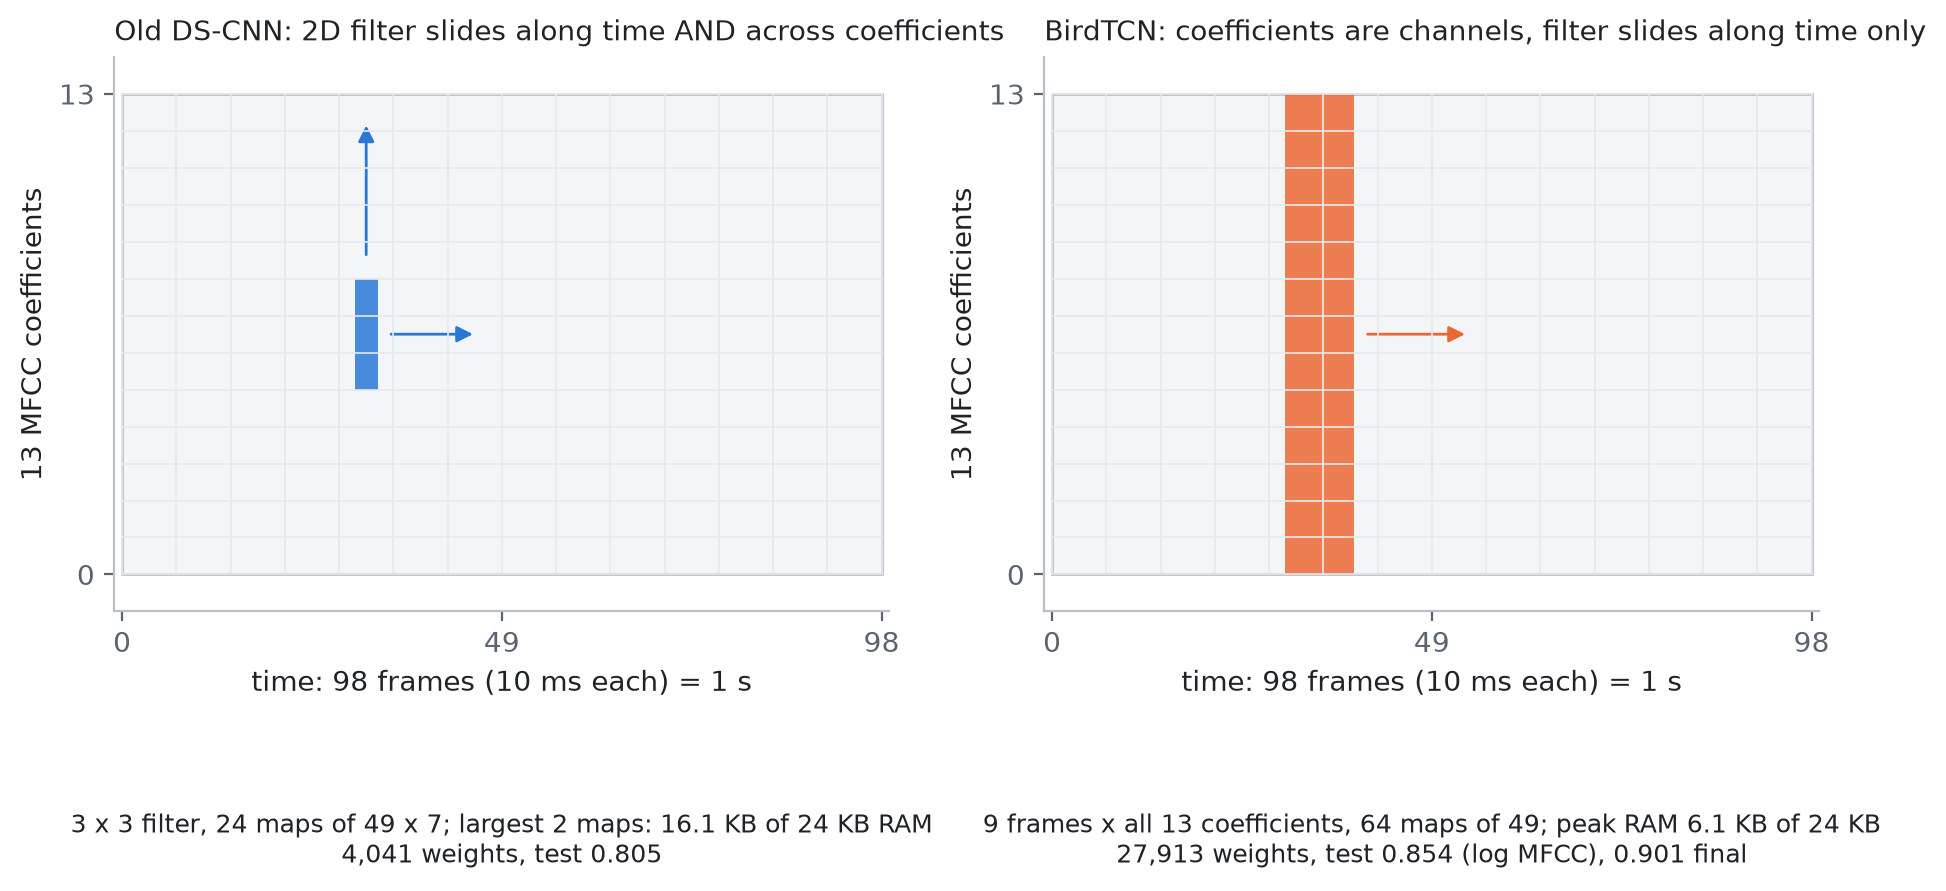 Old DS-CNN: 2D filter slides along time AND across coefficients
13
13 MFCC coefficients
0
0 49 98
time: 98 frames (10 ms each) = 1 s
3 x 3 filter, 24 maps of 49 x 7; largest 2 maps: 16.1 KB of 24 KB RAM
4,041 weights, test 0.805
BirdTCN: coefficients are channels, filter slides along time only
13
13 MFCC coefficients
0
0 49 98
time: 98 frames (10 ms each) = 1 s
9 frames x all 13 coefficients, 64 maps of 49; peak RAM 6.1 KB of 24 KB
27,913 weights, test 0.854 (log MFCC), 0.901 final